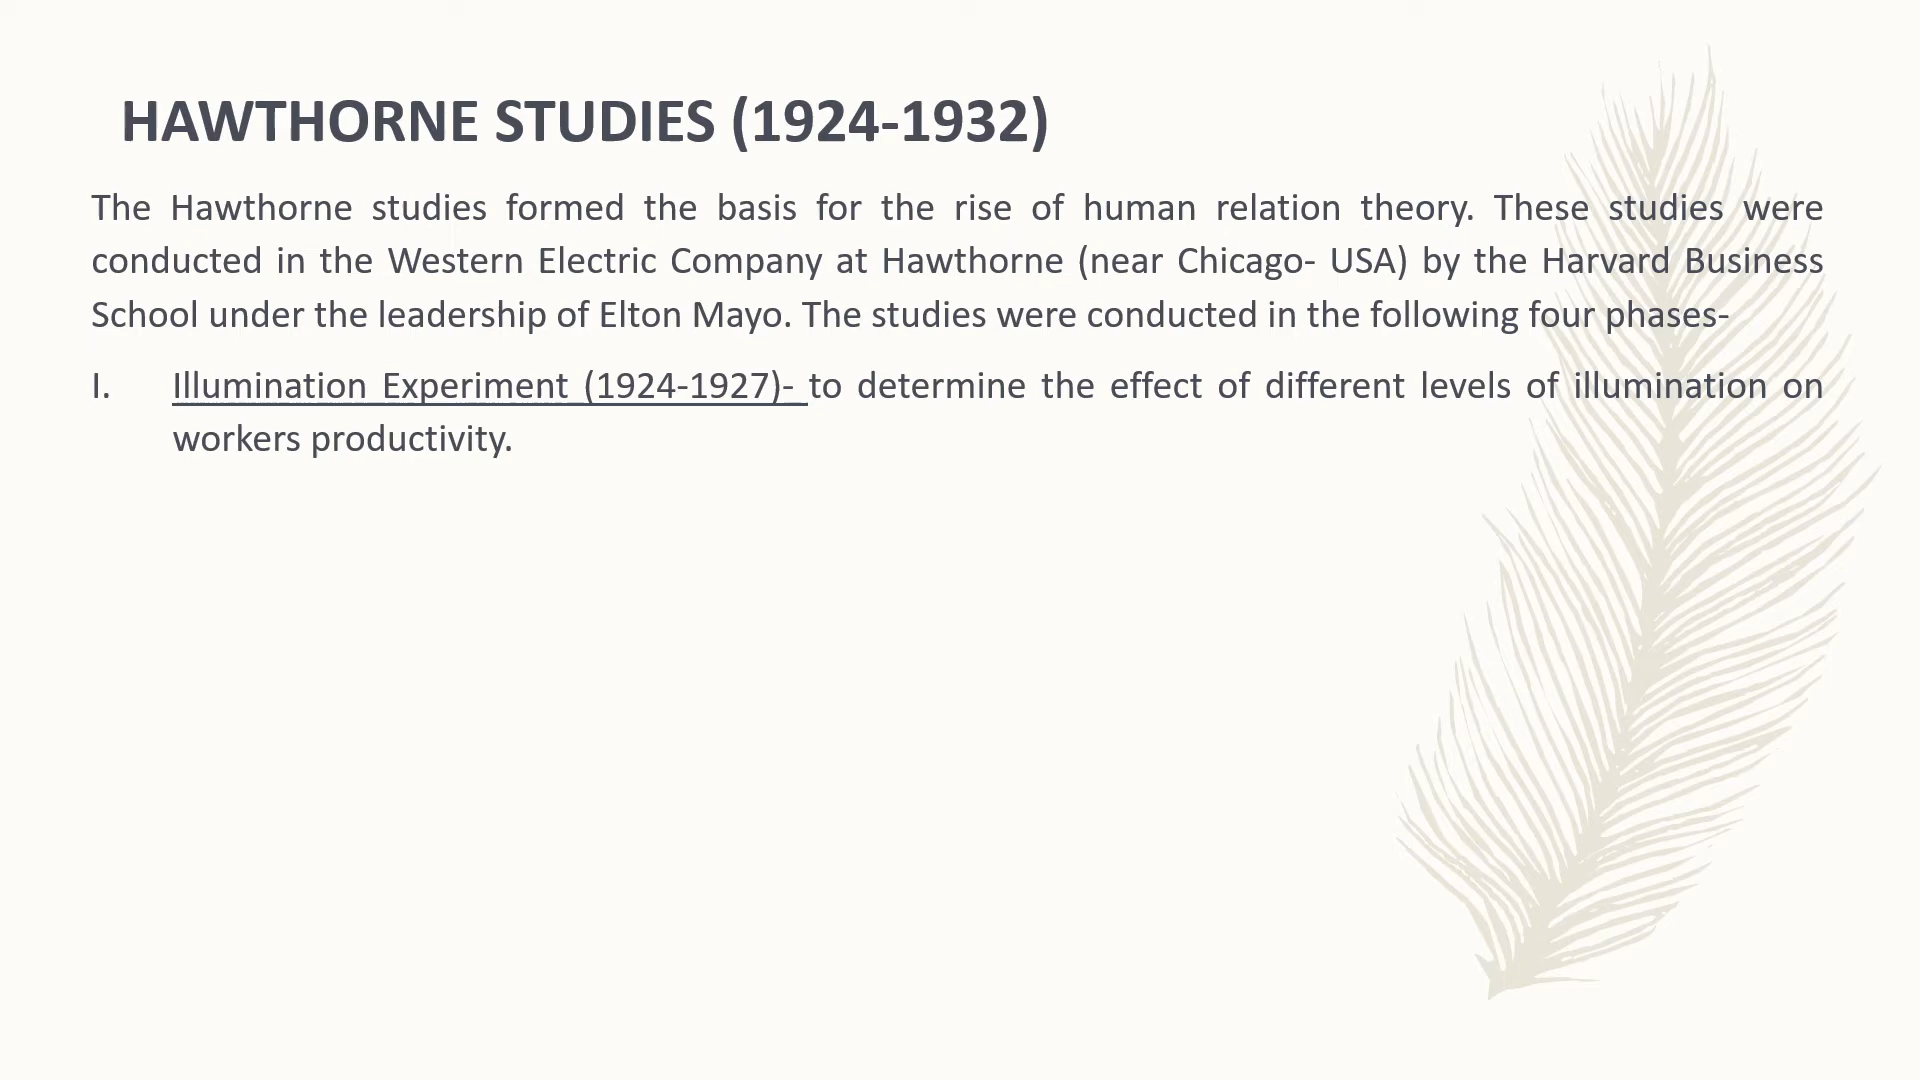 HAWTHORNE STUDIES (1924-1932)
The Hawthorne studies formed the basis for the rise of human relation theory. These studies were
conducted in the Western Electric Company at Hawthorne (near Chicago- USA) by the Harvard Business
School under the leadership of Elton Mayo. The studies were conducted in the following four phases-
I. Illumination Experiment (1924-1927)- to determine the effect of different levels of illumination on
workers productivity.